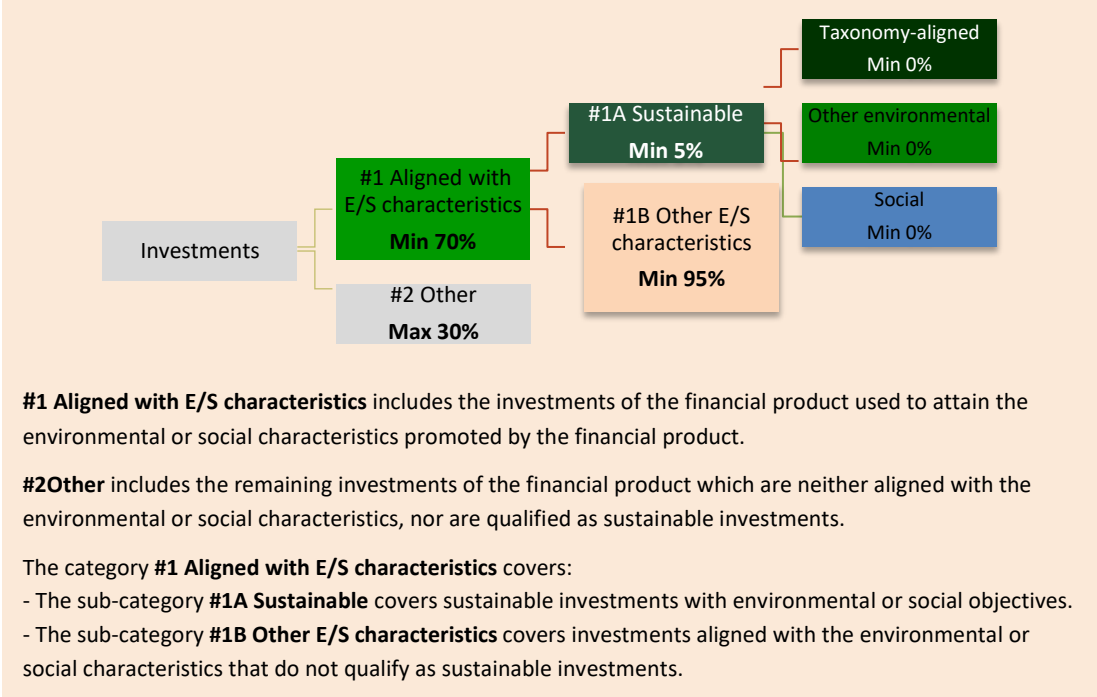 Investments
#1 Aligned with
E/S characteristics
Min 70%
#2 Other
Max 30%
#1A Sustainable
Min 5%
#1B Other E/S
characteristics
Min 95%
Taxonomy-aligned
Min 0%
Other environmental
Min 0%
Social
Min 0%
#1 Aligned with E/S characteristics includes the investments of the financial product used to attain the
environmental or social characteristics promoted by the financial product.
#2Other includes the remaining investments of the financial product which are neither aligned with the
environmental or social characteristics, nor are qualified as sustainable investments.
The category #1 Aligned with E/S characteristics covers:
- The sub-category #1A Sustainable covers sustainable investments with environmental or social objectives.
- The sub-category #1B Other E/S characteristics covers investments aligned with the environmental or
social characteristics that do not qualify as sustainable investments.